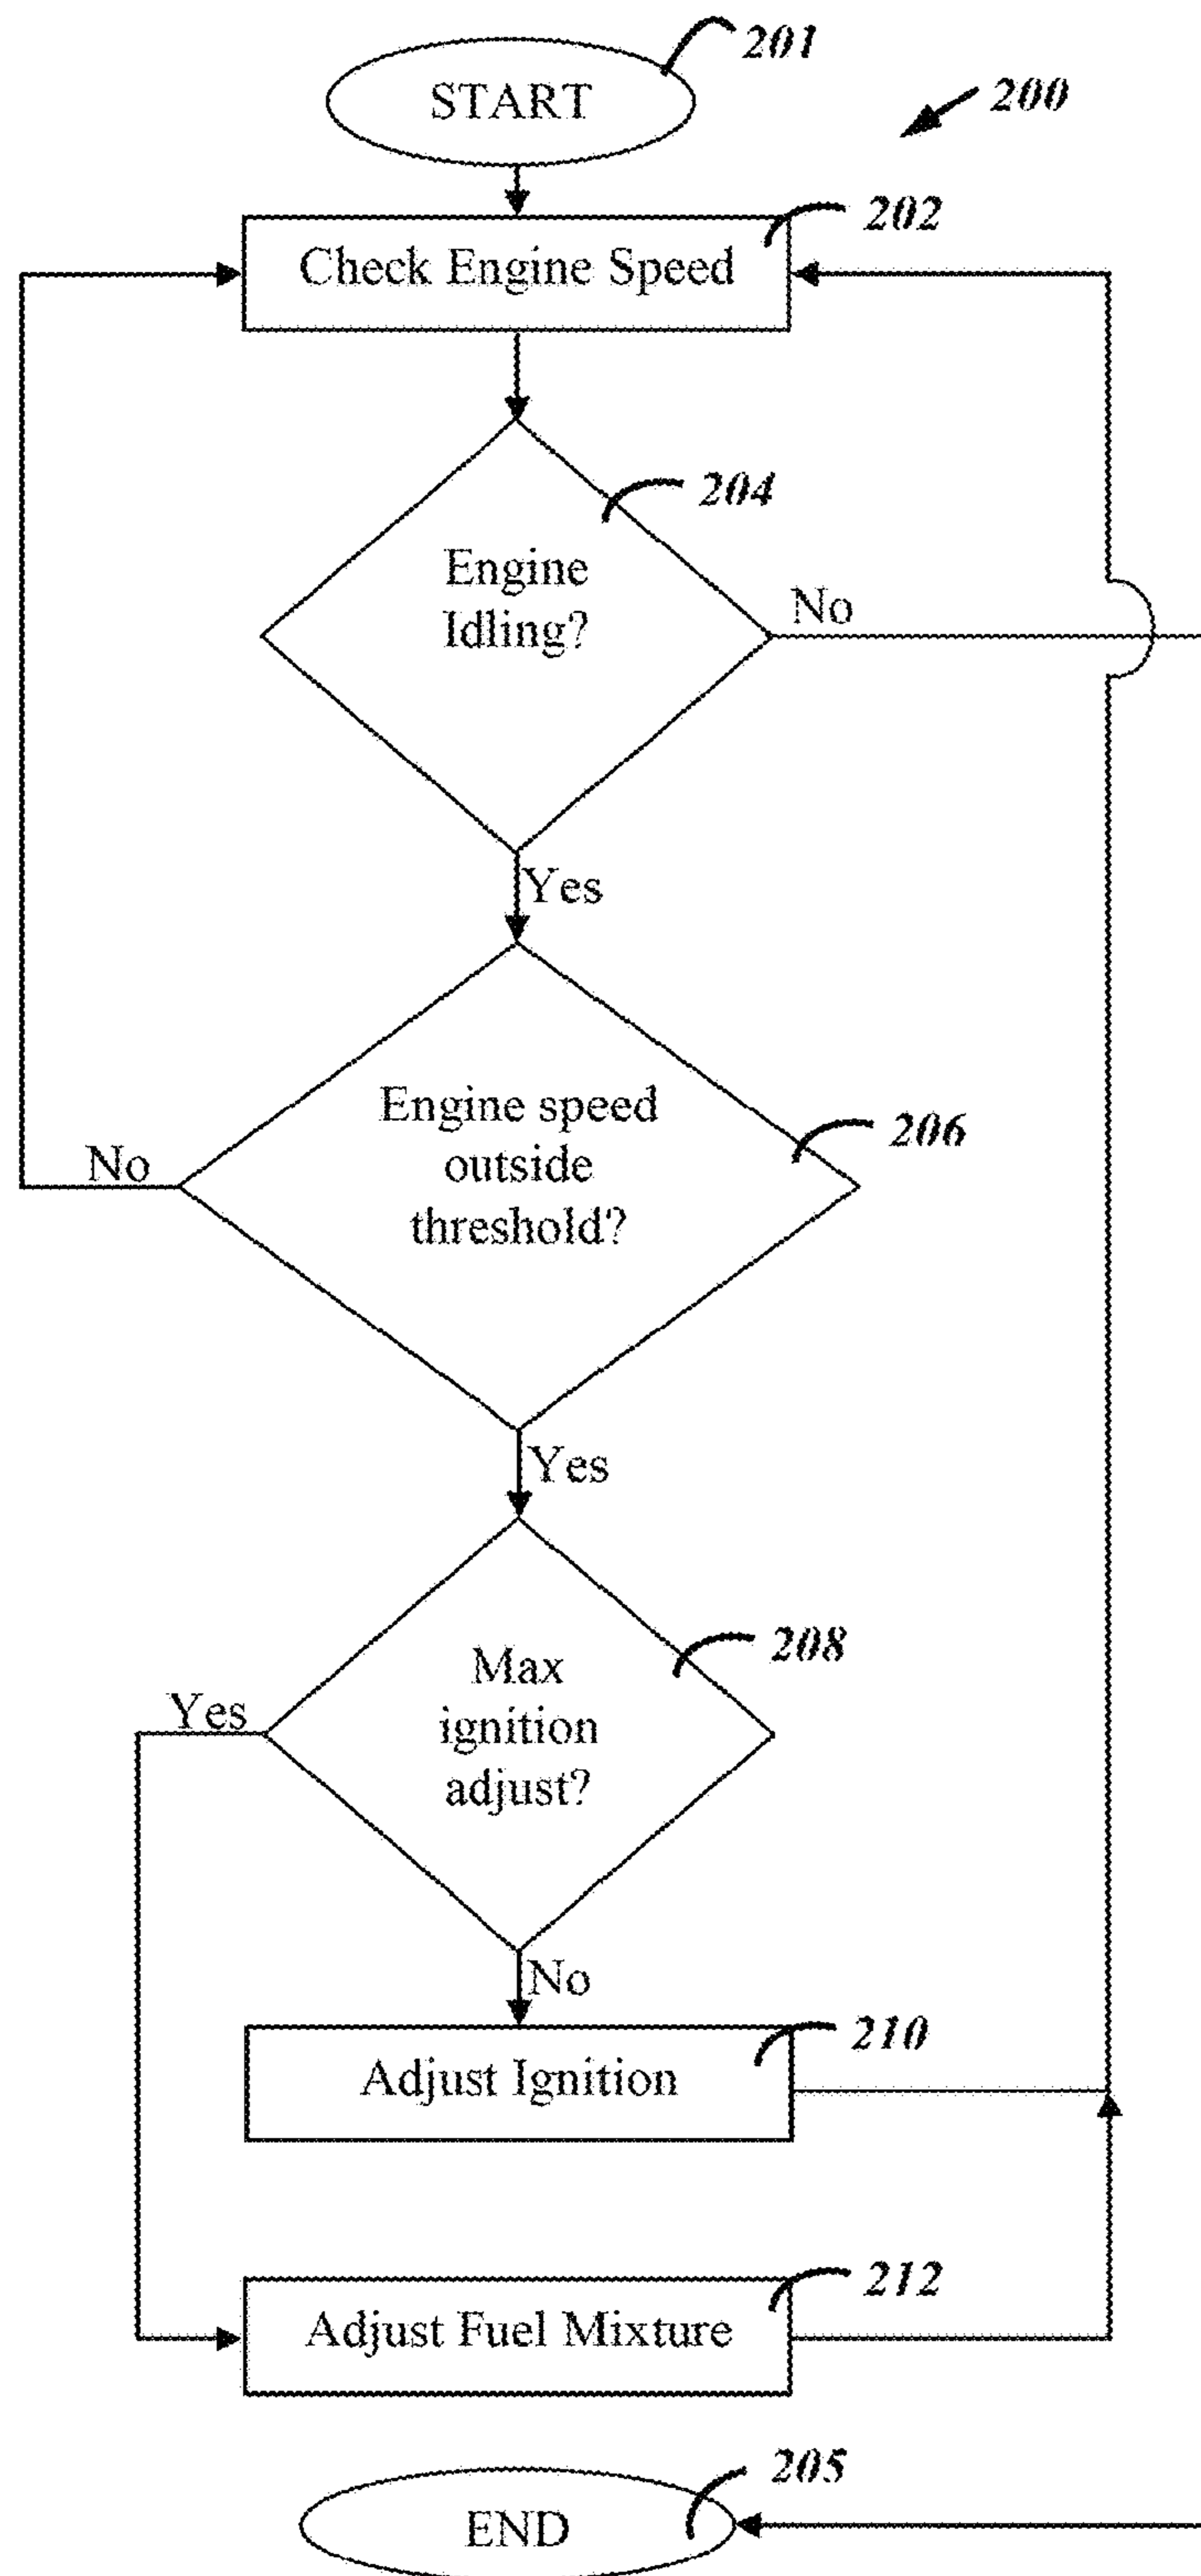 201
START
200
202
Check Engine Speed
204
Engine
Idling?
No
Yes
Engine speed
outside
threshold?
206
No
Yes
208
Max
ignition
adjust?
Yes
No
210
Adjust Ignition
212
Adjust Fuel Mixture
205
END